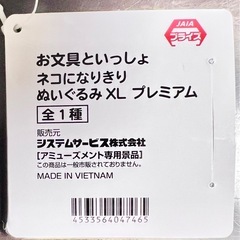 JAIA
プライズ
お文具といっしょ
ネコになりきり
ぬいぐるみXL プレミアム
全1種
販売元
システムサービス株式会社
[アミューズメント専用景品]
この商品は一般市販されておりません。
MADE IN VIETNAM
4533564047465